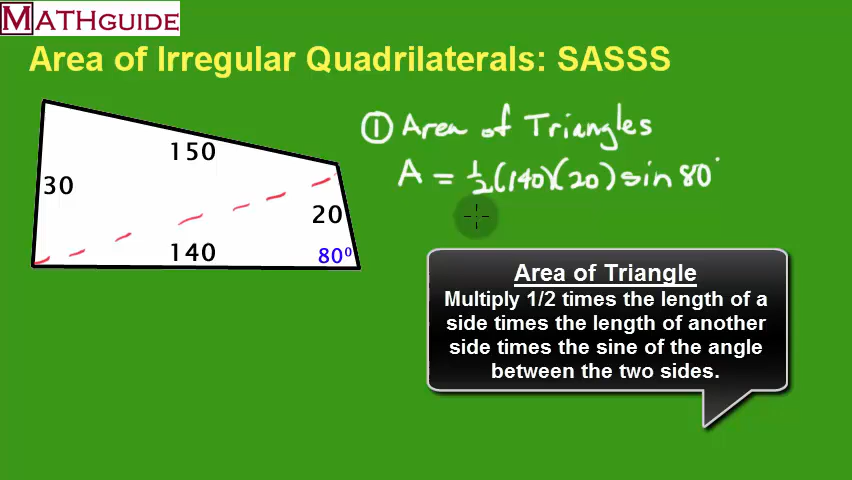 MATHGUIDE
Area of Irregular Quadrilaterals: SASSS
① Area of Triangles
A = ½(140)(20) sin 80°
150
30
20
140
80⁰
Area of Triangle
Multiply 1/2 times the length of a
side times the length of another
side times the sine of the angle
between the two sides.